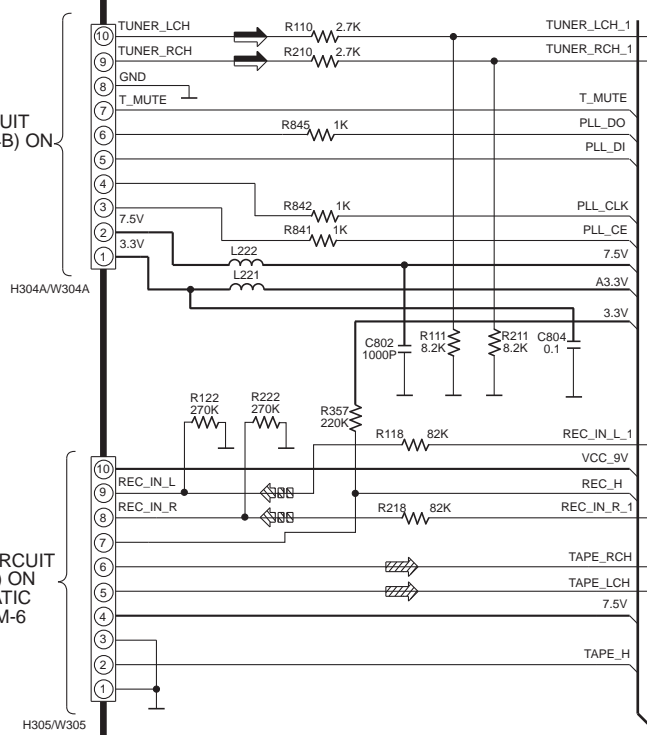 10 TUNER_LCH R110 2.7K TUNER_LCH_1
9 TUNER_RCH R210 2.7K TUNER_RCH_1
8 GND
7 T_MUTE T_MUTE
6 R845 1K PLL_DO
5 PLL_DI
4 R842 1K PLL_CLK
3 R841 1K PLL_CE
2 7.5V L222 7.5V
1 3.3V L221 A3.3V
3.3V
UIT
B) ON
H304A/W304A
C802
1000P
R111
8.2K
R211
8.2K
C804
0.1
R122
270K
R222
270K
R357
220K
R118 82K REC_IN_L_1
10 VCC_9V
9 REC_IN_L REC_H
8 REC_IN_R R218 82K REC_IN_R_1
7
6 TAPE_RCH
5 TAPE_LCH
4 7.5V
3
2 TAPE_H
1
RCUIT
) ON
ATIC
M-6
H305/W305